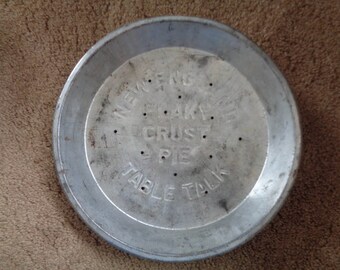 NEW ENGLAND
FLAKY
CRUST
PIE
TABLE TALK